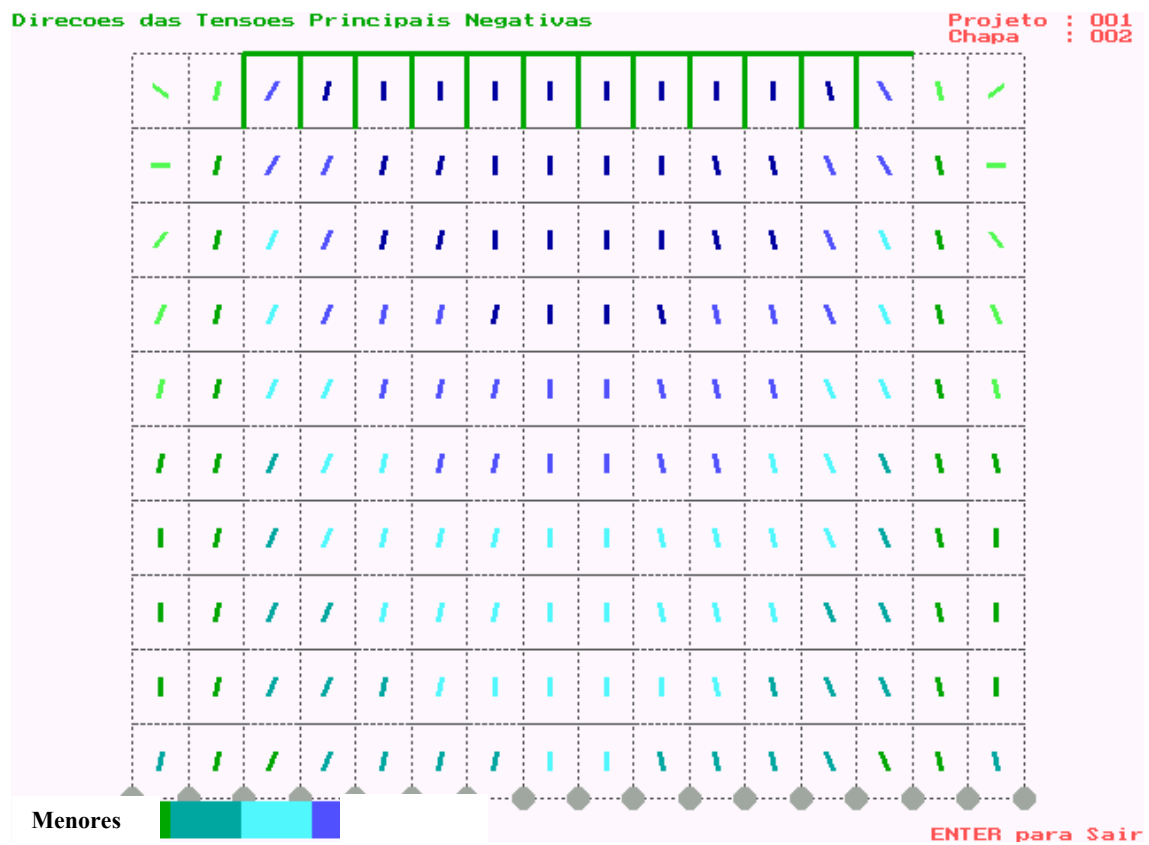 Direcoes das Tensoes Principais Negativas
Projeto : 001
Chapa : 002
Menores
ENTER para Sair